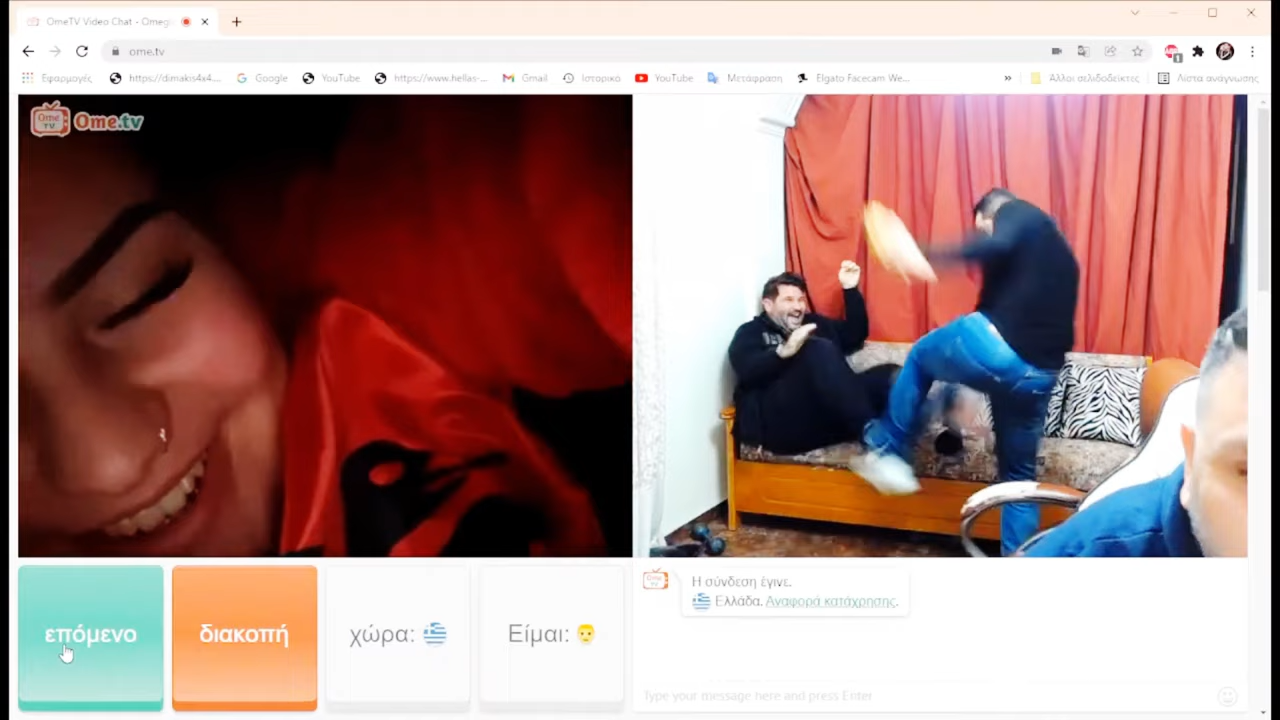 OmeTV Video Chat - Omeg
ome.tv
Εφαρμογές https://dimakis4x4.... Google YouTube https://www.hellas-... Gmail Ιστορικό YouTube Μετάφραση Elgato Facecam We... » Άλλοι σελιδοδείκτες Λίστα ανάγνωσης
Ome TV Ome.tv
επόμενο
διακοπή
χώρα:
Είμαι:
Η σύνδεση έγινε.
Ελλάδα. Αναφορά κατάχρησης.
Type your message here and press Enter